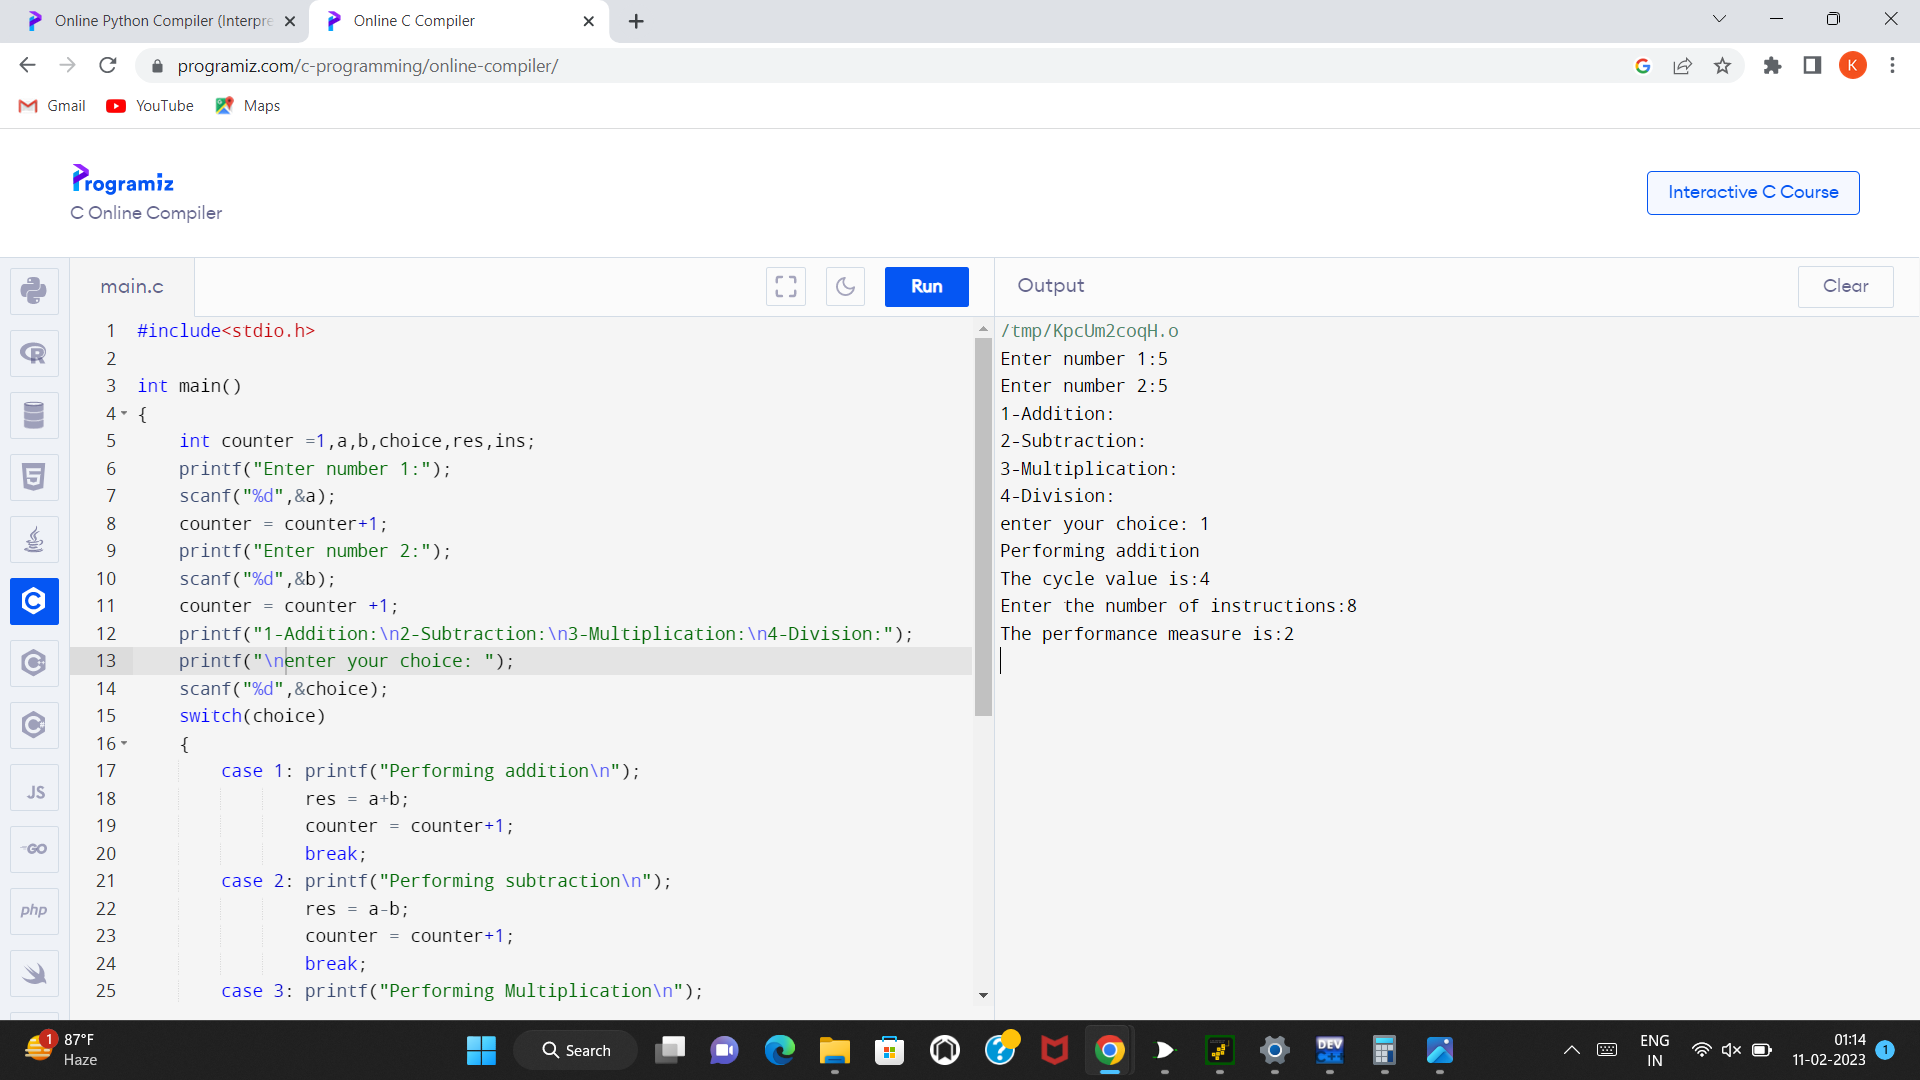 Online Python Compiler (Interpre
Online C Compiler
programiz.com/c-programming/online-compiler/
K
Gmail
YouTube
Maps
Programiz
C Online Compiler
Interactive C Course
main.c
Run
1 #include<stdio.h>
2
3 int main()
4 {
5 int counter =1,a,b,choice,res,ins;
6 printf("Enter number 1:");
7 scanf("%d",&a);
8 counter = counter+1;
9 printf("Enter number 2:");
10 scanf("%d",&b);
11 counter = counter +1;
12 printf("1-Addition:\n2-Subtraction:\n3-Multiplication:\n4-Division:");
13 printf("\nenter your choice: ");
14 scanf("%d",&choice);
15 switch(choice)
16 {
17 case 1: printf("Performing addition\n");
18 res = a+b;
19 counter = counter+1;
20 break;
21 case 2: printf("Performing subtraction\n");
22 res = a-b;
23 counter = counter+1;
24 break;
25 case 3: printf("Performing Multiplication\n");
Output
Clear
/tmp/KpcUm2coqH.o
Enter number 1:5
Enter number 2:5
1-Addition:
2-Subtraction:
3-Multiplication:
4-Division:
enter your choice: 1
Performing addition
The cycle value is:4
Enter the number of instructions:8
The performance measure is:2
JS
GO
php
1
87°F
Haze
Search
DEV
C++
ENG
IN
01:14
11-02-2023
1